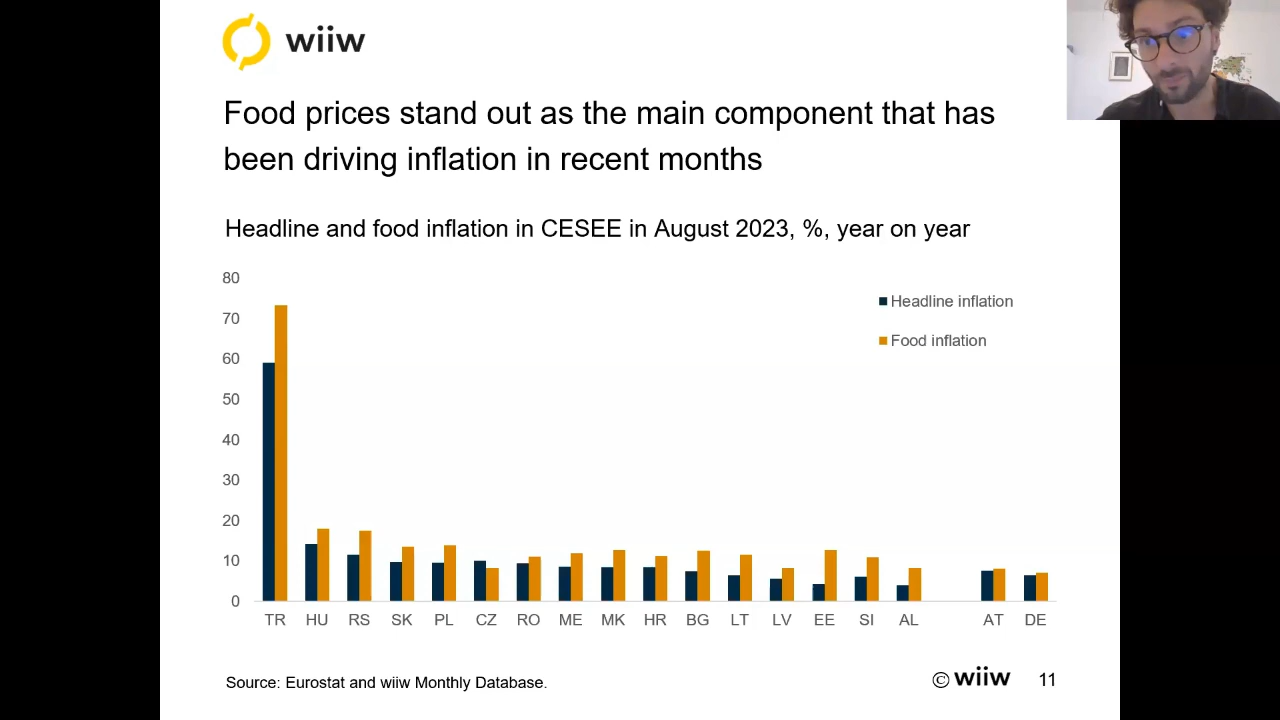 wiiw
Food prices stand out as the main component that has
been driving inflation in recent months
Headline and food inflation in CESEE in August 2023, %, year on year
80
70
60
50
40
30
20
10
0
Headline inflation
Food inflation
TR HU RS SK PL CZ RO ME MK HR BG LT LV EE SI AL AT DE
Source: Eurostat and wiiw Monthly Database.
© wiiw 11